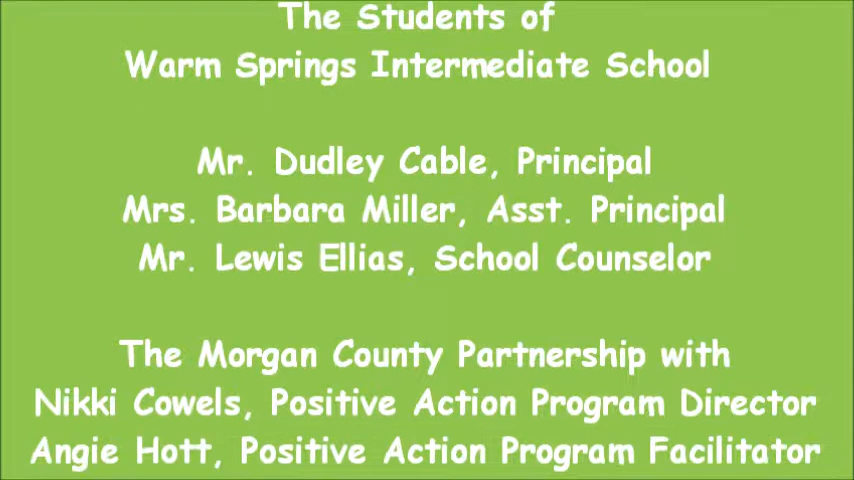 The Students of
Warm Springs Intermediate School
Mr. Dudley Cable, Principal
Mrs. Barbara Miller, Asst. Principal
Mr. Lewis Ellias, School Counselor
The Morgan County Partnership with
Nikki Cowels, Positive Action Program Director
Angie Hott, Positive Action Program Facilitator